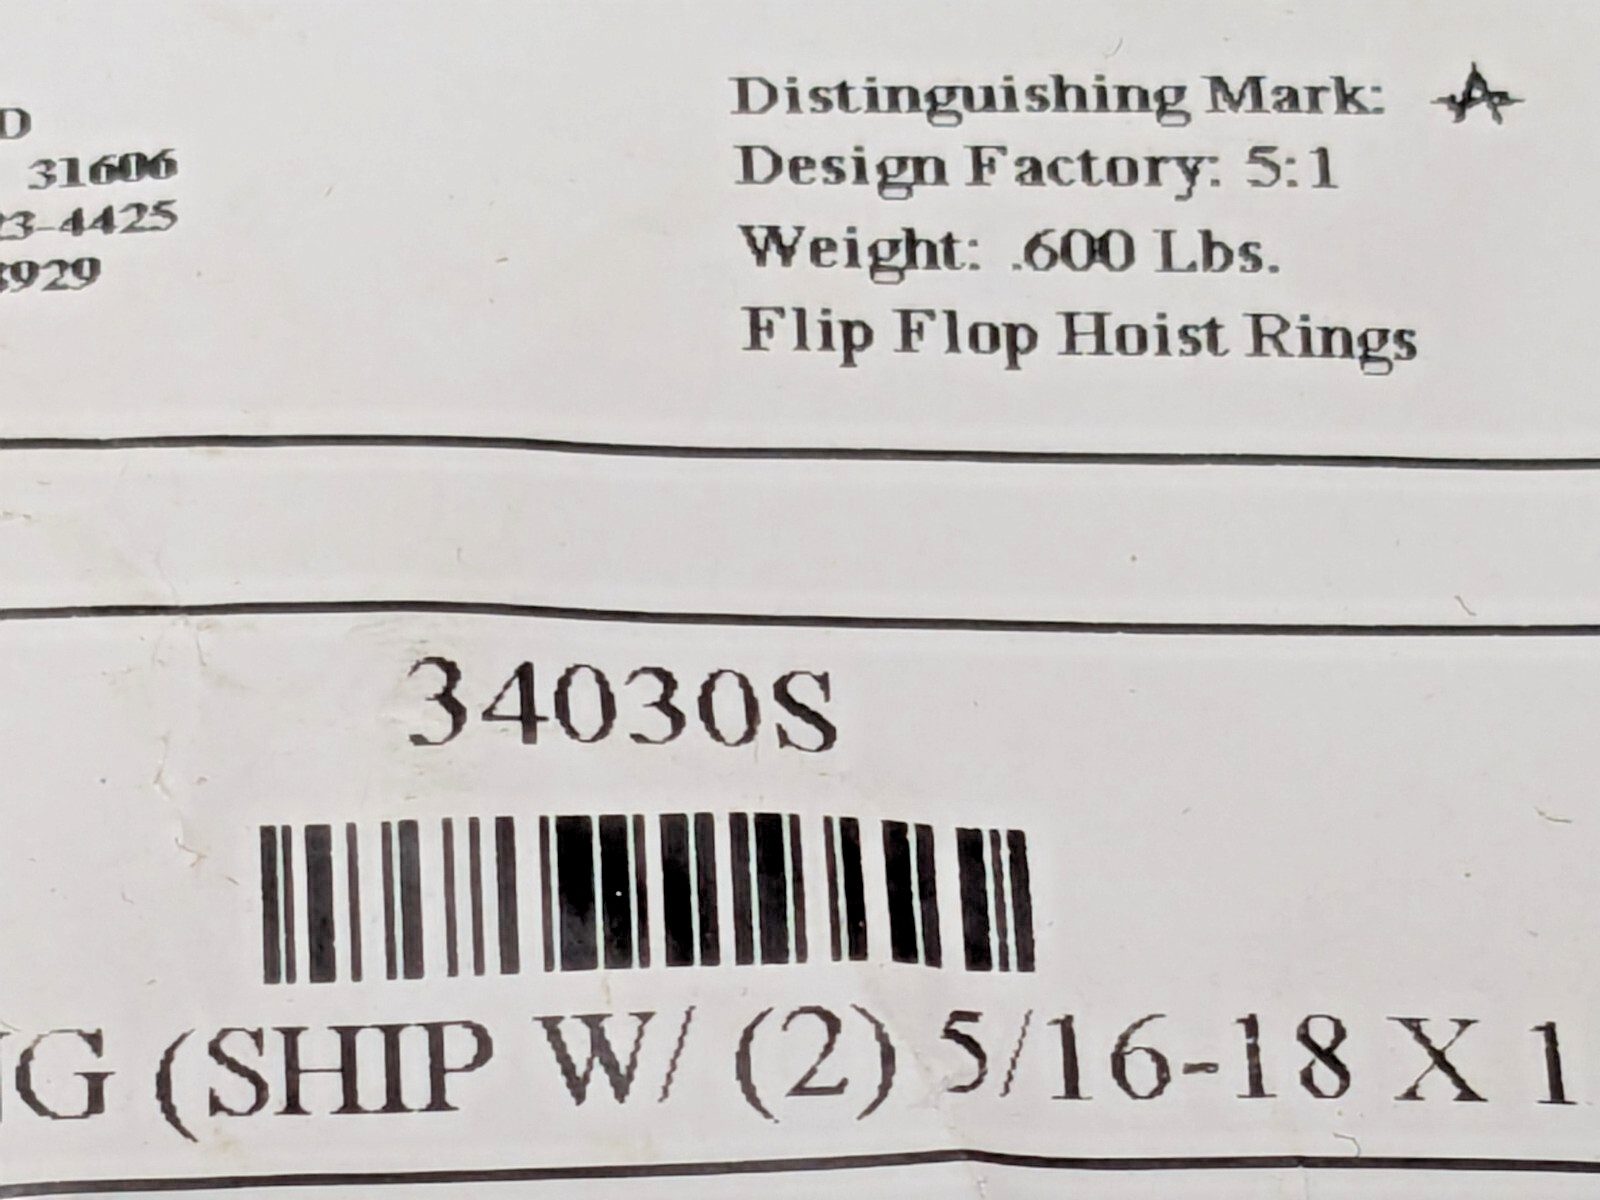 D
31606
23-4425
3929
Distinguishing Mark: A
Design Factory: 5:1
Weight: .600 Lbs.
Flip Flop Hoist Rings
34030S
NG (SHIP W/ (2) 5/16-18 X 1